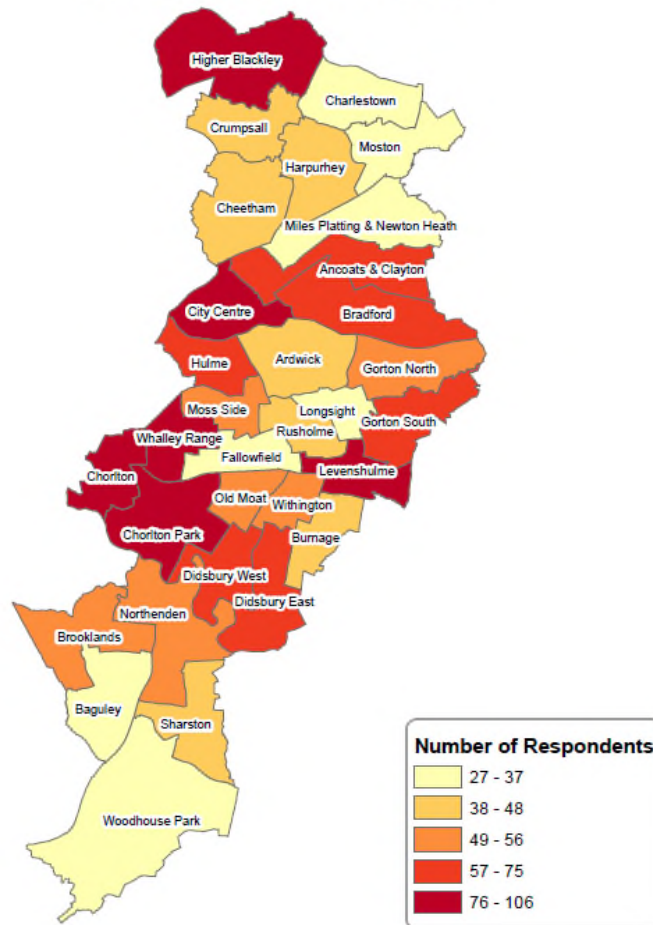 Higher Blackley
Charlestown
Crumpsall
Moston
Harpurhey
Cheetham
Miles Platting & Newton Heath
Ancoats & Clayton
City Centre
Bradford
Ardwick
Hulme
Gorton North
Longsight
Moss Side
Gorton South
Rusholme
Whalley Range
Fallowfield
Levenshulme
Chorlton
Old Moat
Withington
Chorlton Park
Burnage
Didsbury West
Didsbury East
Northenden
Brooklands
Baguley
Sharston
Woodhouse Park
Number of Respondents
27 - 37
38 - 48
49 - 56
57 - 75
76 - 106